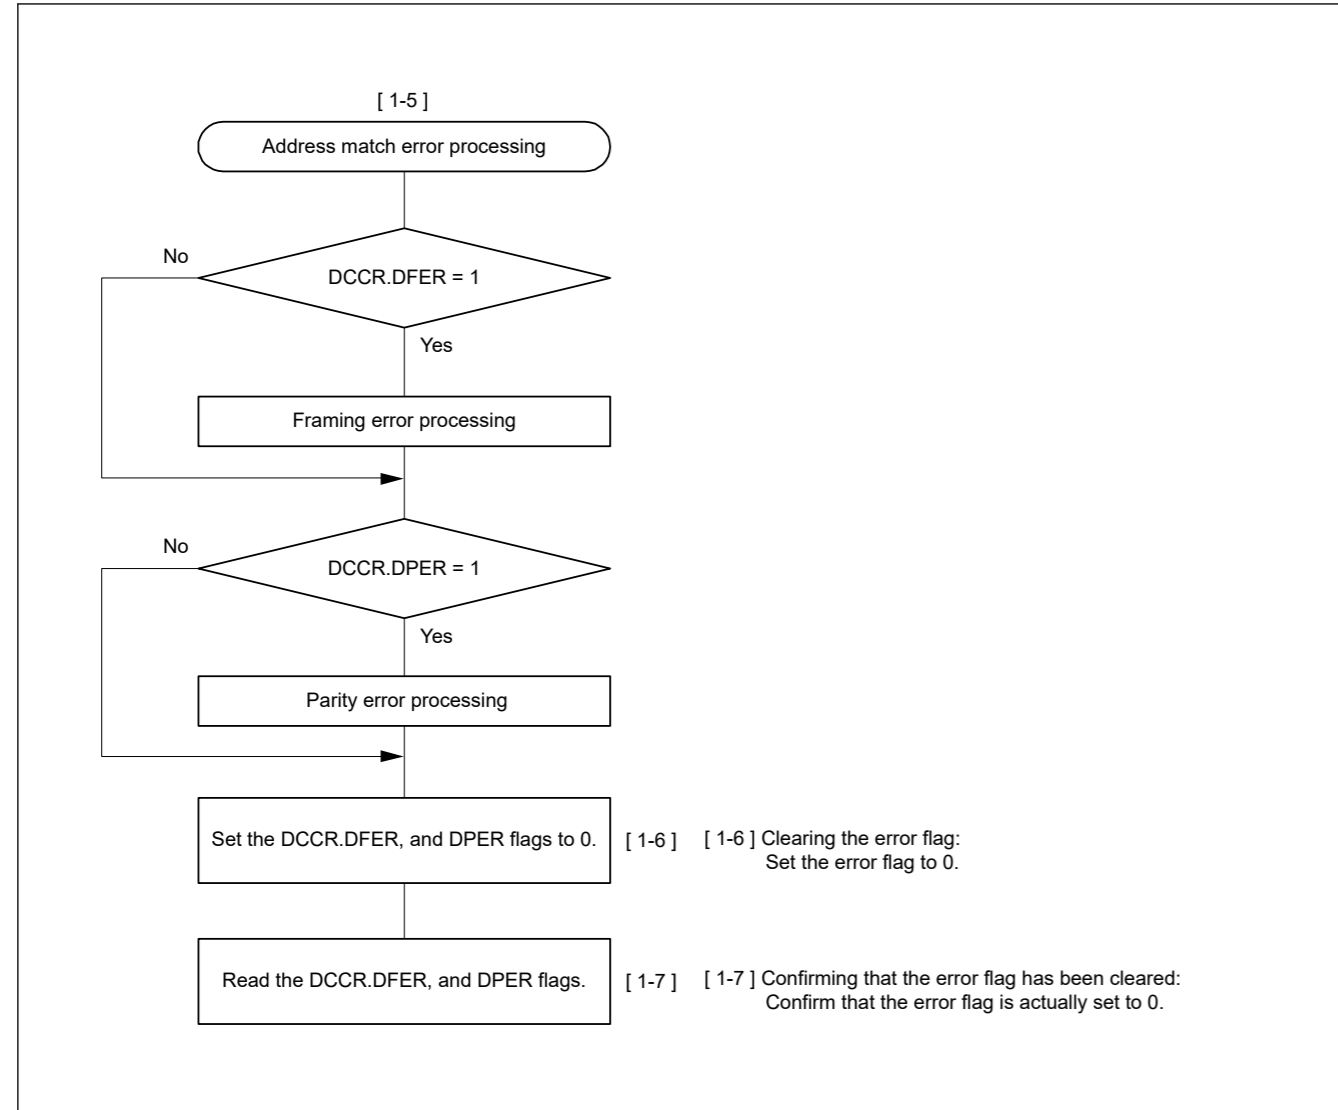 [ 1-5 ]
Address match error processing
No
DCCR.DFER = 1
Yes
Framing error processing
No
DCCR.DPER = 1
Yes
Parity error processing
Set the DCCR.DFER, and DPER flags to 0.
[ 1-6 ]
[ 1-6 ] Clearing the error flag:
Set the error flag to 0.
Read the DCCR.DFER, and DPER flags.
[ 1-7 ]
[ 1-7 ] Confirming that the error flag has been cleared:
Confirm that the error flag is actually set to 0.